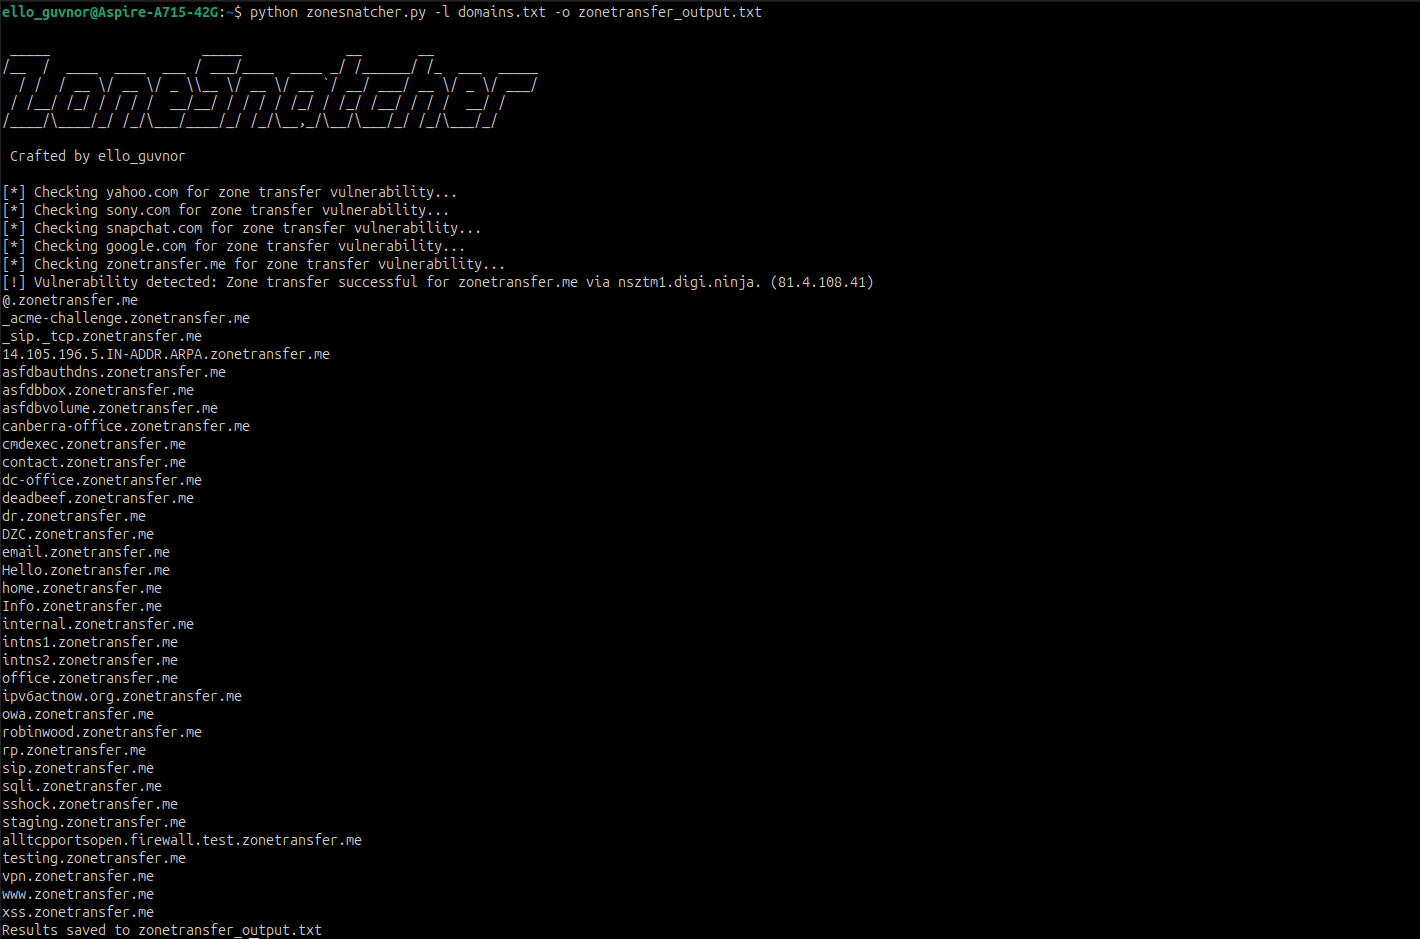 ello_guvnor@Aspire-A715-42G:~$ python zonesnatcher.py -l domains.txt -o zonetransfer_output.txt
ZoneSnatcher
Crafted by ello_guvnor
[*] Checking yahoo.com for zone transfer vulnerability...
[*] Checking sony.com for zone transfer vulnerability...
[*] Checking snapchat.com for zone transfer vulnerability...
[*] Checking google.com for zone transfer vulnerability...
[*] Checking zonetransfer.me for zone transfer vulnerability...
[!] Vulnerability detected: Zone transfer successful for zonetransfer.me via nsztm1.digi.ninja. (81.4.108.41)
@.zonetransfer.me
_acme-challenge.zonetransfer.me
_sip._tcp.zonetransfer.me
14.105.196.5.IN-ADDR.ARPA.zonetransfer.me
asfdbauthdns.zonetransfer.me
asfdbbox.zonetransfer.me
asfdbvolume.zonetransfer.me
canberra-office.zonetransfer.me
cmdexec.zonetransfer.me
contact.zonetransfer.me
dc-office.zonetransfer.me
deadbeef.zonetransfer.me
dr.zonetransfer.me
DZC.zonetransfer.me
email.zonetransfer.me
Hello.zonetransfer.me
home.zonetransfer.me
Info.zonetransfer.me
internal.zonetransfer.me
intns1.zonetransfer.me
intns2.zonetransfer.me
office.zonetransfer.me
ipv6actnow.org.zonetransfer.me
owa.zonetransfer.me
robinwood.zonetransfer.me
rp.zonetransfer.me
sip.zonetransfer.me
sqli.zonetransfer.me
sshock.zonetransfer.me
staging.zonetransfer.me
alltcpportsopen.firewall.test.zonetransfer.me
testing.zonetransfer.me
vpn.zonetransfer.me
www.zonetransfer.me
xss.zonetransfer.me
Results saved to zonetransfer_output.txt